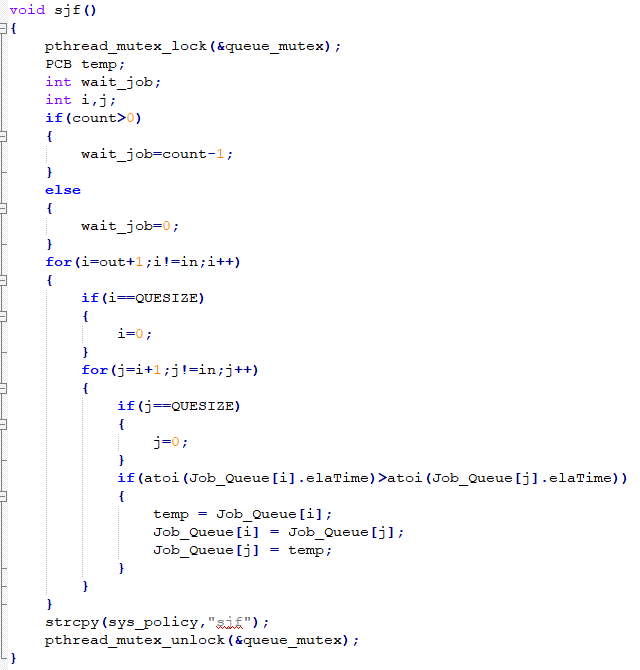 void sjf()
{
    pthread_mutex_lock(&queue_mutex);
    PCB temp;
    int wait_job;
    int i,j;
    if(count>0)
    {
        wait_job=count-1;
    }
    else
    {
        wait_job=0;
    }
    for(i=out+1;i!=in;i++)
    {
        if(i==QUESIZE)
        {
            i=0;
        }
        for(j=i+1;j!=in;j++)
        {
            if(j==QUESIZE)
            {
                j=0;
            }
            if(atoi(Job_Queue[i].elaTime)>atoi(Job_Queue[j].elaTime))
            {
                temp = Job_Queue[i];
                Job_Queue[i] = Job_Queue[j];
                Job_Queue[j] = temp;
            }
        }
    }
    strcpy(sys_policy,"sjf");
    pthread_mutex_unlock(&queue_mutex);
}